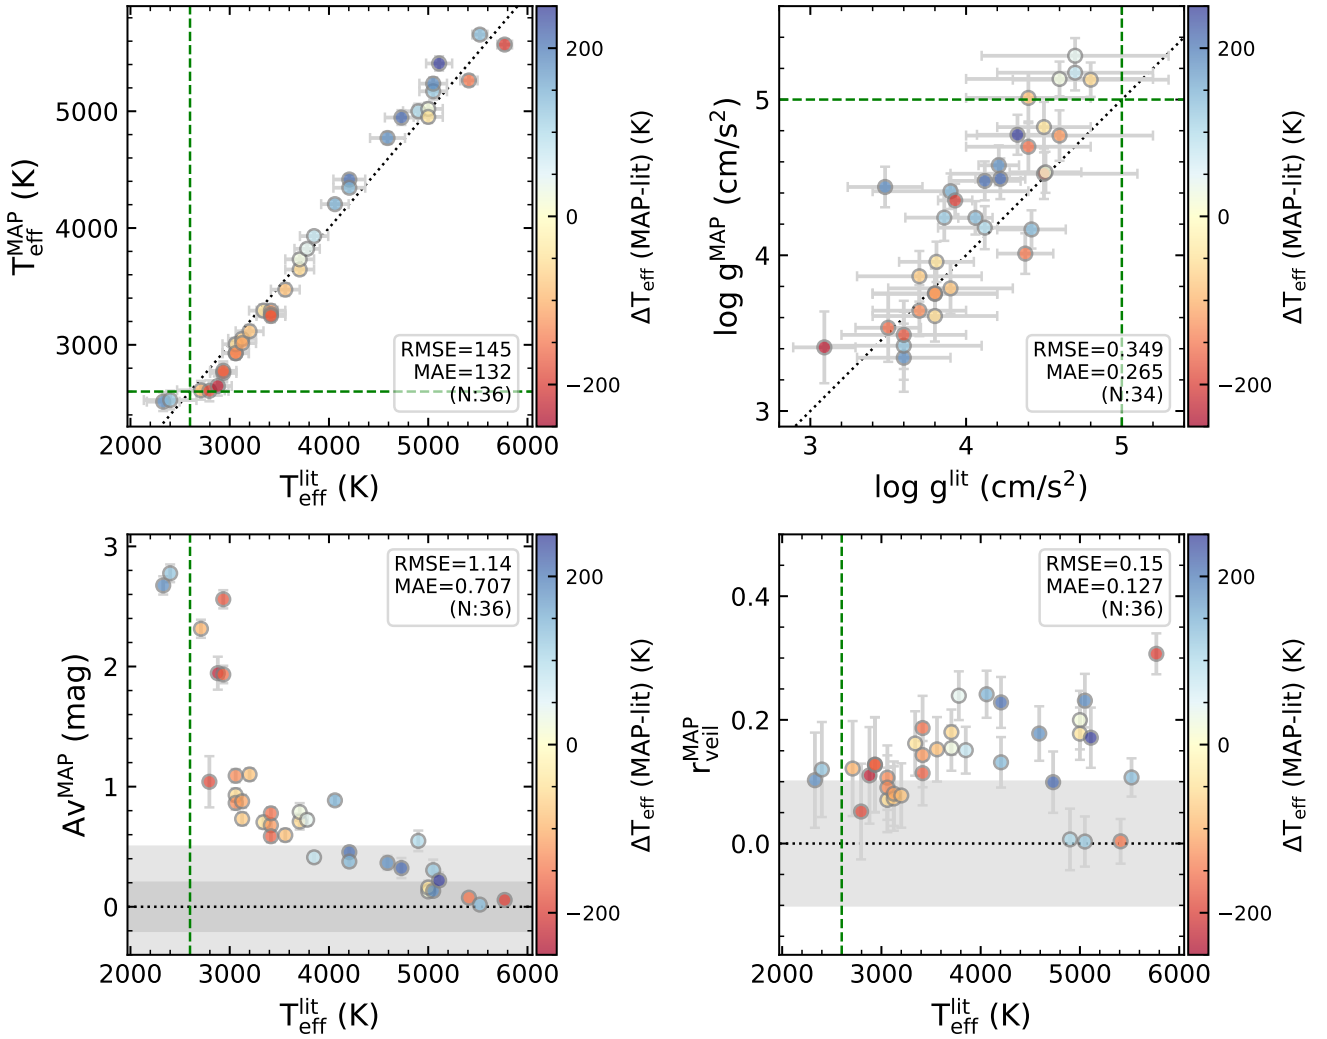 5000
4000
3000
T_eff^MAP (K)
RMSE=145
MAE=132
(N:36)
2000 3000 4000 5000 6000
T_eff^lit (K)
200
0
−200
ΔT_eff (MAP-lit) (K)
5
4
3
log g^MAP (cm/s²)
RMSE=0.349
MAE=0.265
(N:34)
3 4 5
log g^lit (cm/s²)
200
0
−200
ΔT_eff (MAP-lit) (K)
3
2
1
0
Av^MAP (mag)
RMSE=1.14
MAE=0.707
(N:36)
2000 3000 4000 5000 6000
T_eff^lit (K)
200
0
−200
ΔT_eff (MAP-lit) (K)
0.4
0.2
0.0
r_veil^MAP
RMSE=0.15
MAE=0.127
(N:36)
2000 3000 4000 5000 6000
T_eff^lit (K)
200
0
−200
ΔT_eff (MAP-lit) (K)